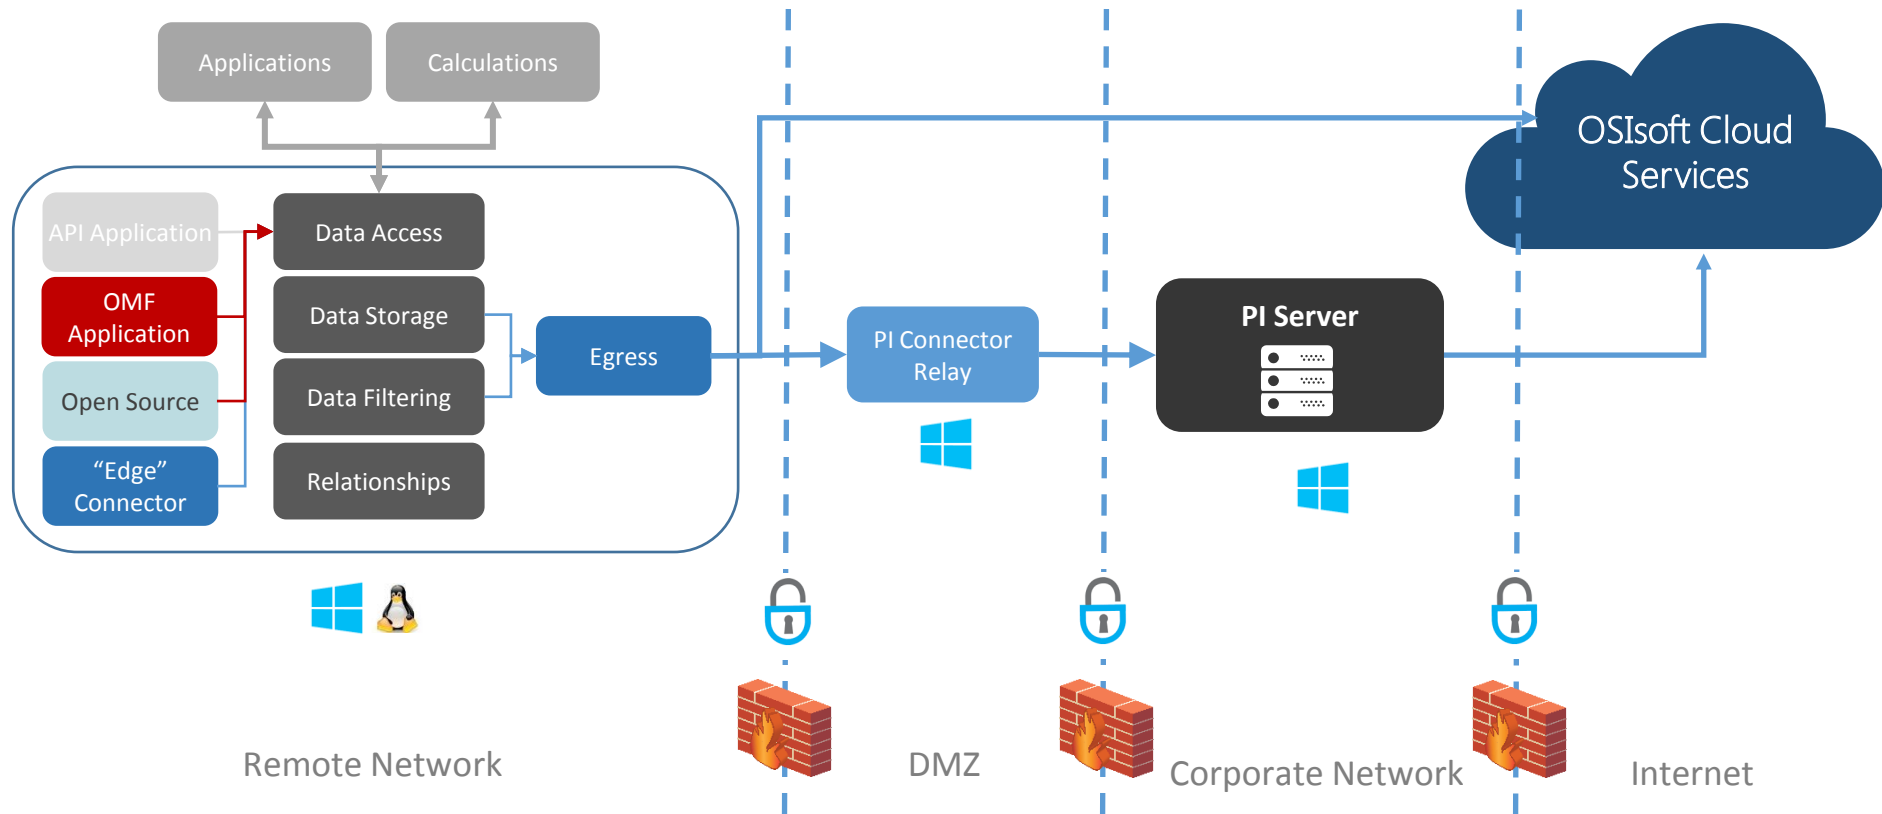 Applications
Calculations
OSIsoft Cloud
Services
API Application
Data Access
OMF
Application
Data Storage
Egress
PI Connector
Relay
PI Server
Open Source
Data Filtering
“Edge”
Connector
Relationships
Remote Network
DMZ
Corporate Network
Internet